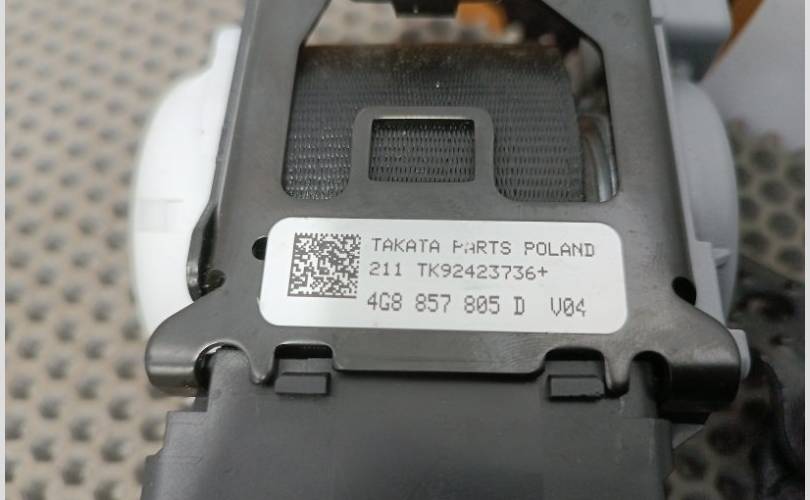 TAKATA PARTS POLAND
211 TK92423736+
4G8 857 805 D V04